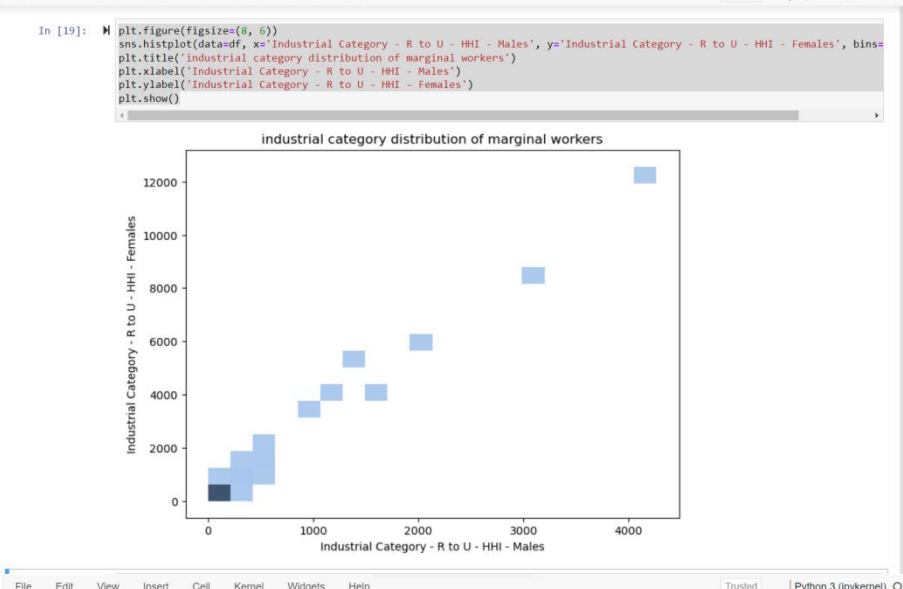 In [19]:
plt.figure(figsize=(8, 6))
sns.histplot(data=df, x='Industrial Category - R to U - HHI - Males', y='Industrial Category - R to U - HHI - Females', bins=
plt.title('industrial category distribution of marginal workers')
plt.xlabel('Industrial Category - R to U - HHI - Males')
plt.ylabel('Industrial Category - R to U - HHI - Females')
plt.show()
industrial category distribution of marginal workers
Industrial Category - R to U - HHI - Females
12000
10000
8000
6000
4000
2000
0
0 1000 2000 3000 4000
Industrial Category - R to U - HHI - Males
File Edit View Insert Cell Kernel Widgets Help Trusted Python 3 (ipykernel)